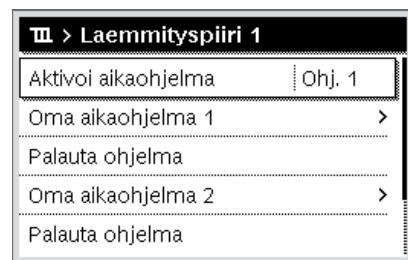 > Laemmityspiiri 1
Aktivoi aikaohjelma Ohj. 1
Oma aikaohjelma 1 >
Palauta ohjelma
Oma aikaohjelma 2 >
Palauta ohjelma